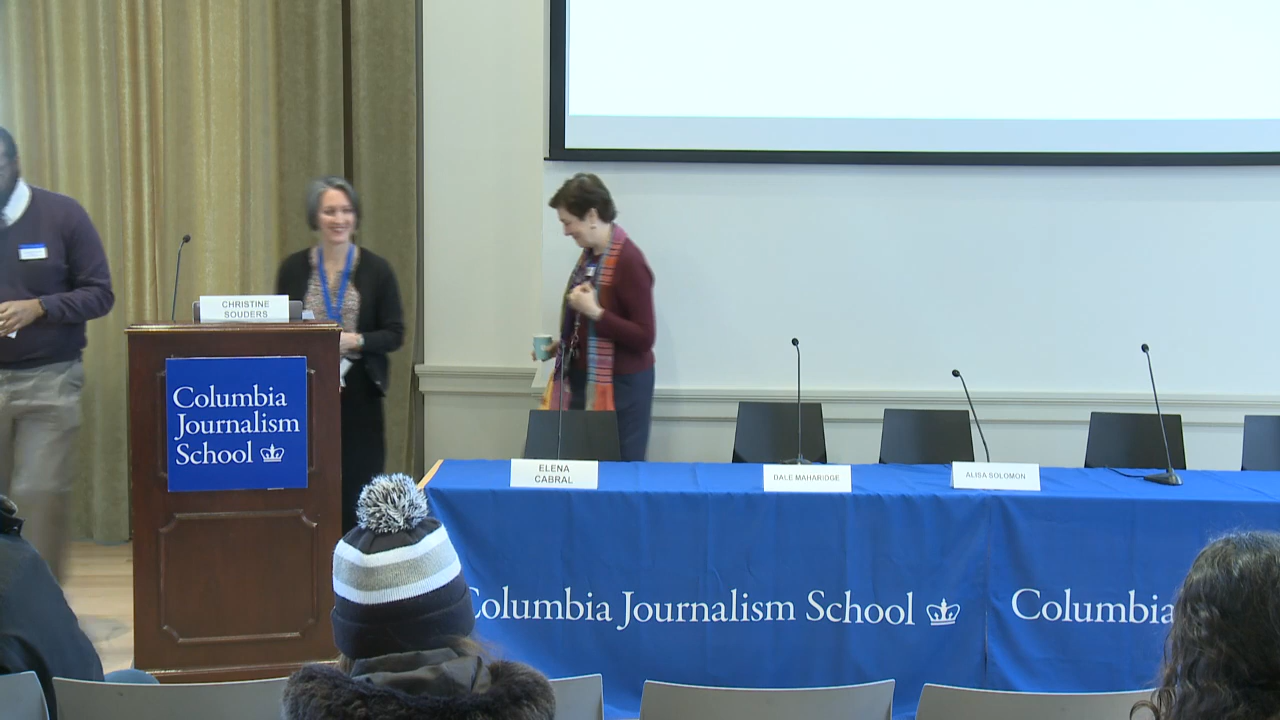 CHRISTINE
SOUDERS
Columbia
Journalism
School
ELENA
CABRAL
DALE MAHARIDGE
ALISA SOLOMON
Columbia Journalism School
Columbia